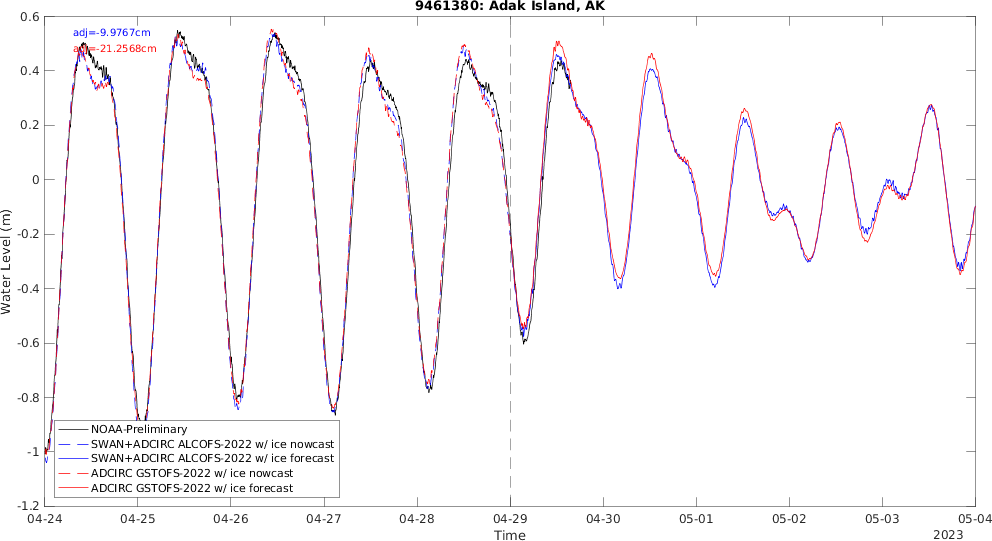 9461380: Adak Island, AK
adj=-9.9767cm
adj=-21.2568cm
Water Level (m)
0.6
0.4
0.2
0
-0.2
-0.4
-0.6
-0.8
-1
-1.2
NOAA-Preliminary
SWAN+ADCIRC ALCOFS-2022 w/ ice nowcast
SWAN+ADCIRC ALCOFS-2022 w/ ice forecast
ADCIRC GSTOFS-2022 w/ ice nowcast
ADCIRC GSTOFS-2022 w/ ice forecast
04-24 04-25 04-26 04-27 04-28 04-29 04-30 05-01 05-02 05-03 05-04
Time
2023